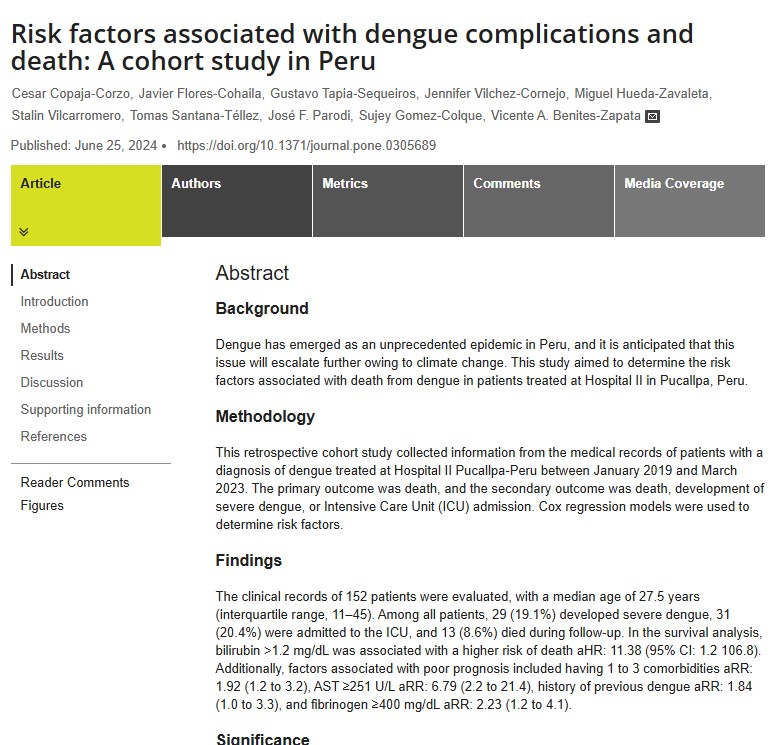 Risk factors associated with dengue complications and
death: A cohort study in Peru
Cesar Copaja-Corzo, Javier Flores-Cohaila, Gustavo Tapia-Sequeiros, Jennifer Vilchez-Cornejo, Miguel Hueda-Zavaleta,
Stalin Vilcarromero, Tomas Santana-Téllez, José F. Parodi, Sujey Gomez-Colque, Vicente A. Benites-Zapata
Published: June 25, 2024 • https://doi.org/10.1371/journal.pone.0305689
Article
Authors
Metrics
Comments
Media Coverage
Abstract
Introduction
Methods
Results
Discussion
Supporting information
References
Reader Comments
Figures
Abstract
Background
Dengue has emerged as an unprecedented epidemic in Peru, and it is anticipated that this
issue will escalate further owing to climate change. This study aimed to determine the risk
factors associated with death from dengue in patients treated at Hospital II in Pucallpa, Peru.
Methodology
This retrospective cohort study collected information from the medical records of patients with a
diagnosis of dengue treated at Hospital II Pucallpa-Peru between January 2019 and March
2023. The primary outcome was death, and the secondary outcome was death, development of
severe dengue, or Intensive Care Unit (ICU) admission. Cox regression models were used to
determine risk factors.
Findings
The clinical records of 152 patients were evaluated, with a median age of 27.5 years
(interquartile range, 11–45). Among all patients, 29 (19.1%) developed severe dengue, 31
(20.4%) were admitted to the ICU, and 13 (8.6%) died during follow-up. In the survival analysis,
bilirubin >1.2 mg/dL was associated with a higher risk of death aHR: 11.38 (95% CI: 1.2 106.8).
Additionally, factors associated with poor prognosis included having 1 to 3 comorbidities aRR:
1.92 (1.2 to 3.2), AST ≥251 U/L aRR: 6.79 (2.2 to 21.4), history of previous dengue aRR: 1.84
(1.0 to 3.3), and fibrinogen ≥400 mg/dL aRR: 2.23 (1.2 to 4.1).
Significance